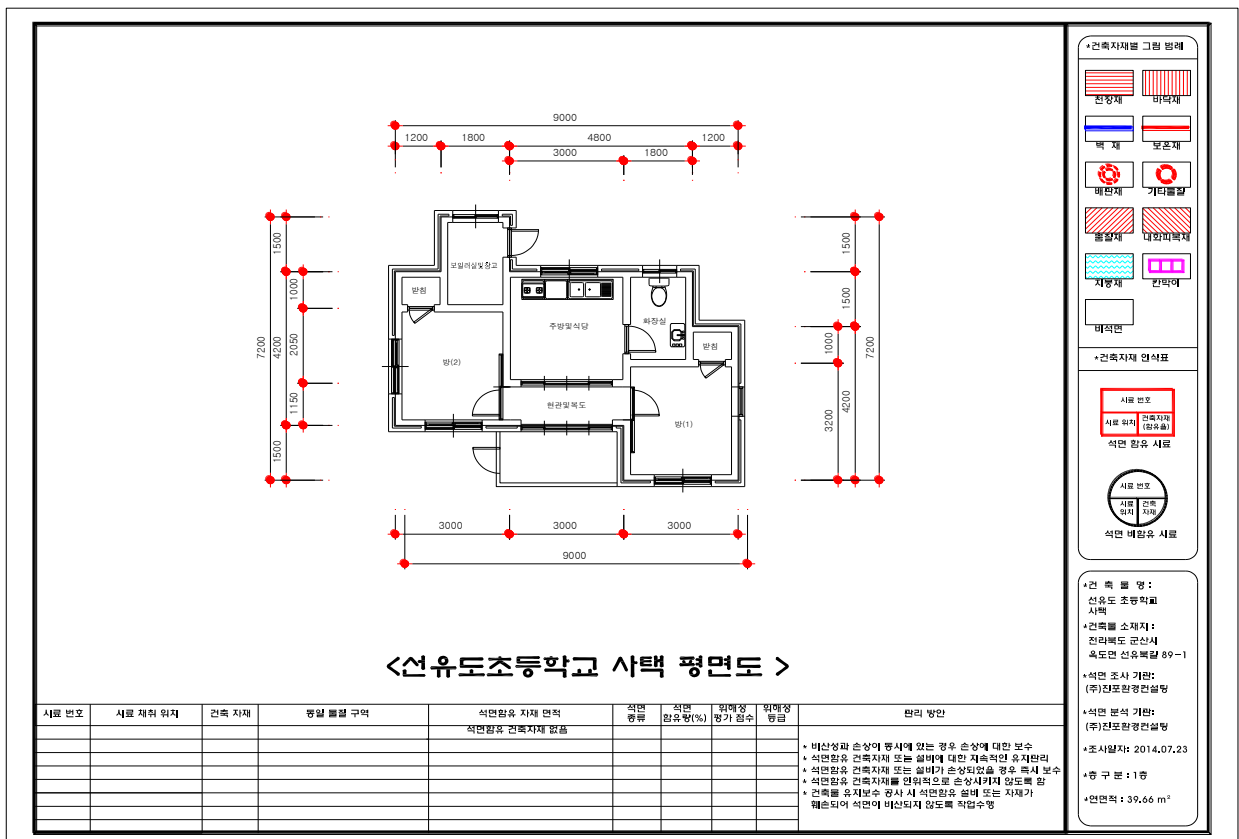 9000
1200 1800 4800 1200
3000 1800
7200
1500
4200
1500
1000
2050
1150
1500
1500
1000
4200
3200
7200
보일러실및창고
반침
주방및식당
화장실
반침
방(2)
현관및복도
방(1)
3000 3000 3000
9000
<선유도초등학교 사택 평면도 >
시료 번호 시료 채취 위치 건축 자재 동일 물질 구역 석면함유 자재 면적 석면 종류 석면 함유량(%) 위해성 평가 점수 위해성 등급 관리 방안
석면함유 건축자재 없음
* 비산성과 손상이 동시에 있는 경우 손상에 대한 보수
* 석면함유 건축자재 또는 설비에 대한 지속적인 유지관리
* 석면함유 건축자재 또는 설비가 손상되었을 경우 즉시 보수
* 석면함유 건축자재를 인위적으로 손상시키지 않도록 함
* 건축물 유지보수 공사 시 석면함유 설비 또는 자재가
훼손되어 석면이 비산되지 않도록 작업수행
*건축자재별 그림 범례
천장재 바닥재
벽 재 보온재
배관재 기타물질
뿜칠재 내화피복재
지붕재 칸막이
비석면
*건축자재 인식표
시료 번호
시료 위치 건축자재
(함유율)
석면 함유 시료
시료 번호
시료 위치 건축 자재
석면 비함유 시료
*건 축 물 명 :
선유도 초등학교
사택
*건축물 소재지 :
전라북도 군산시
옥도면 선유북길 89-1
*석면 조사 기관:
(주)진포환경컨설팅
*석면 분석 기관:
(주)진포환경컨설팅
*조사일자: 2014.07.23
*층 구 분 : 1층
*연면적 : 39.66 m²